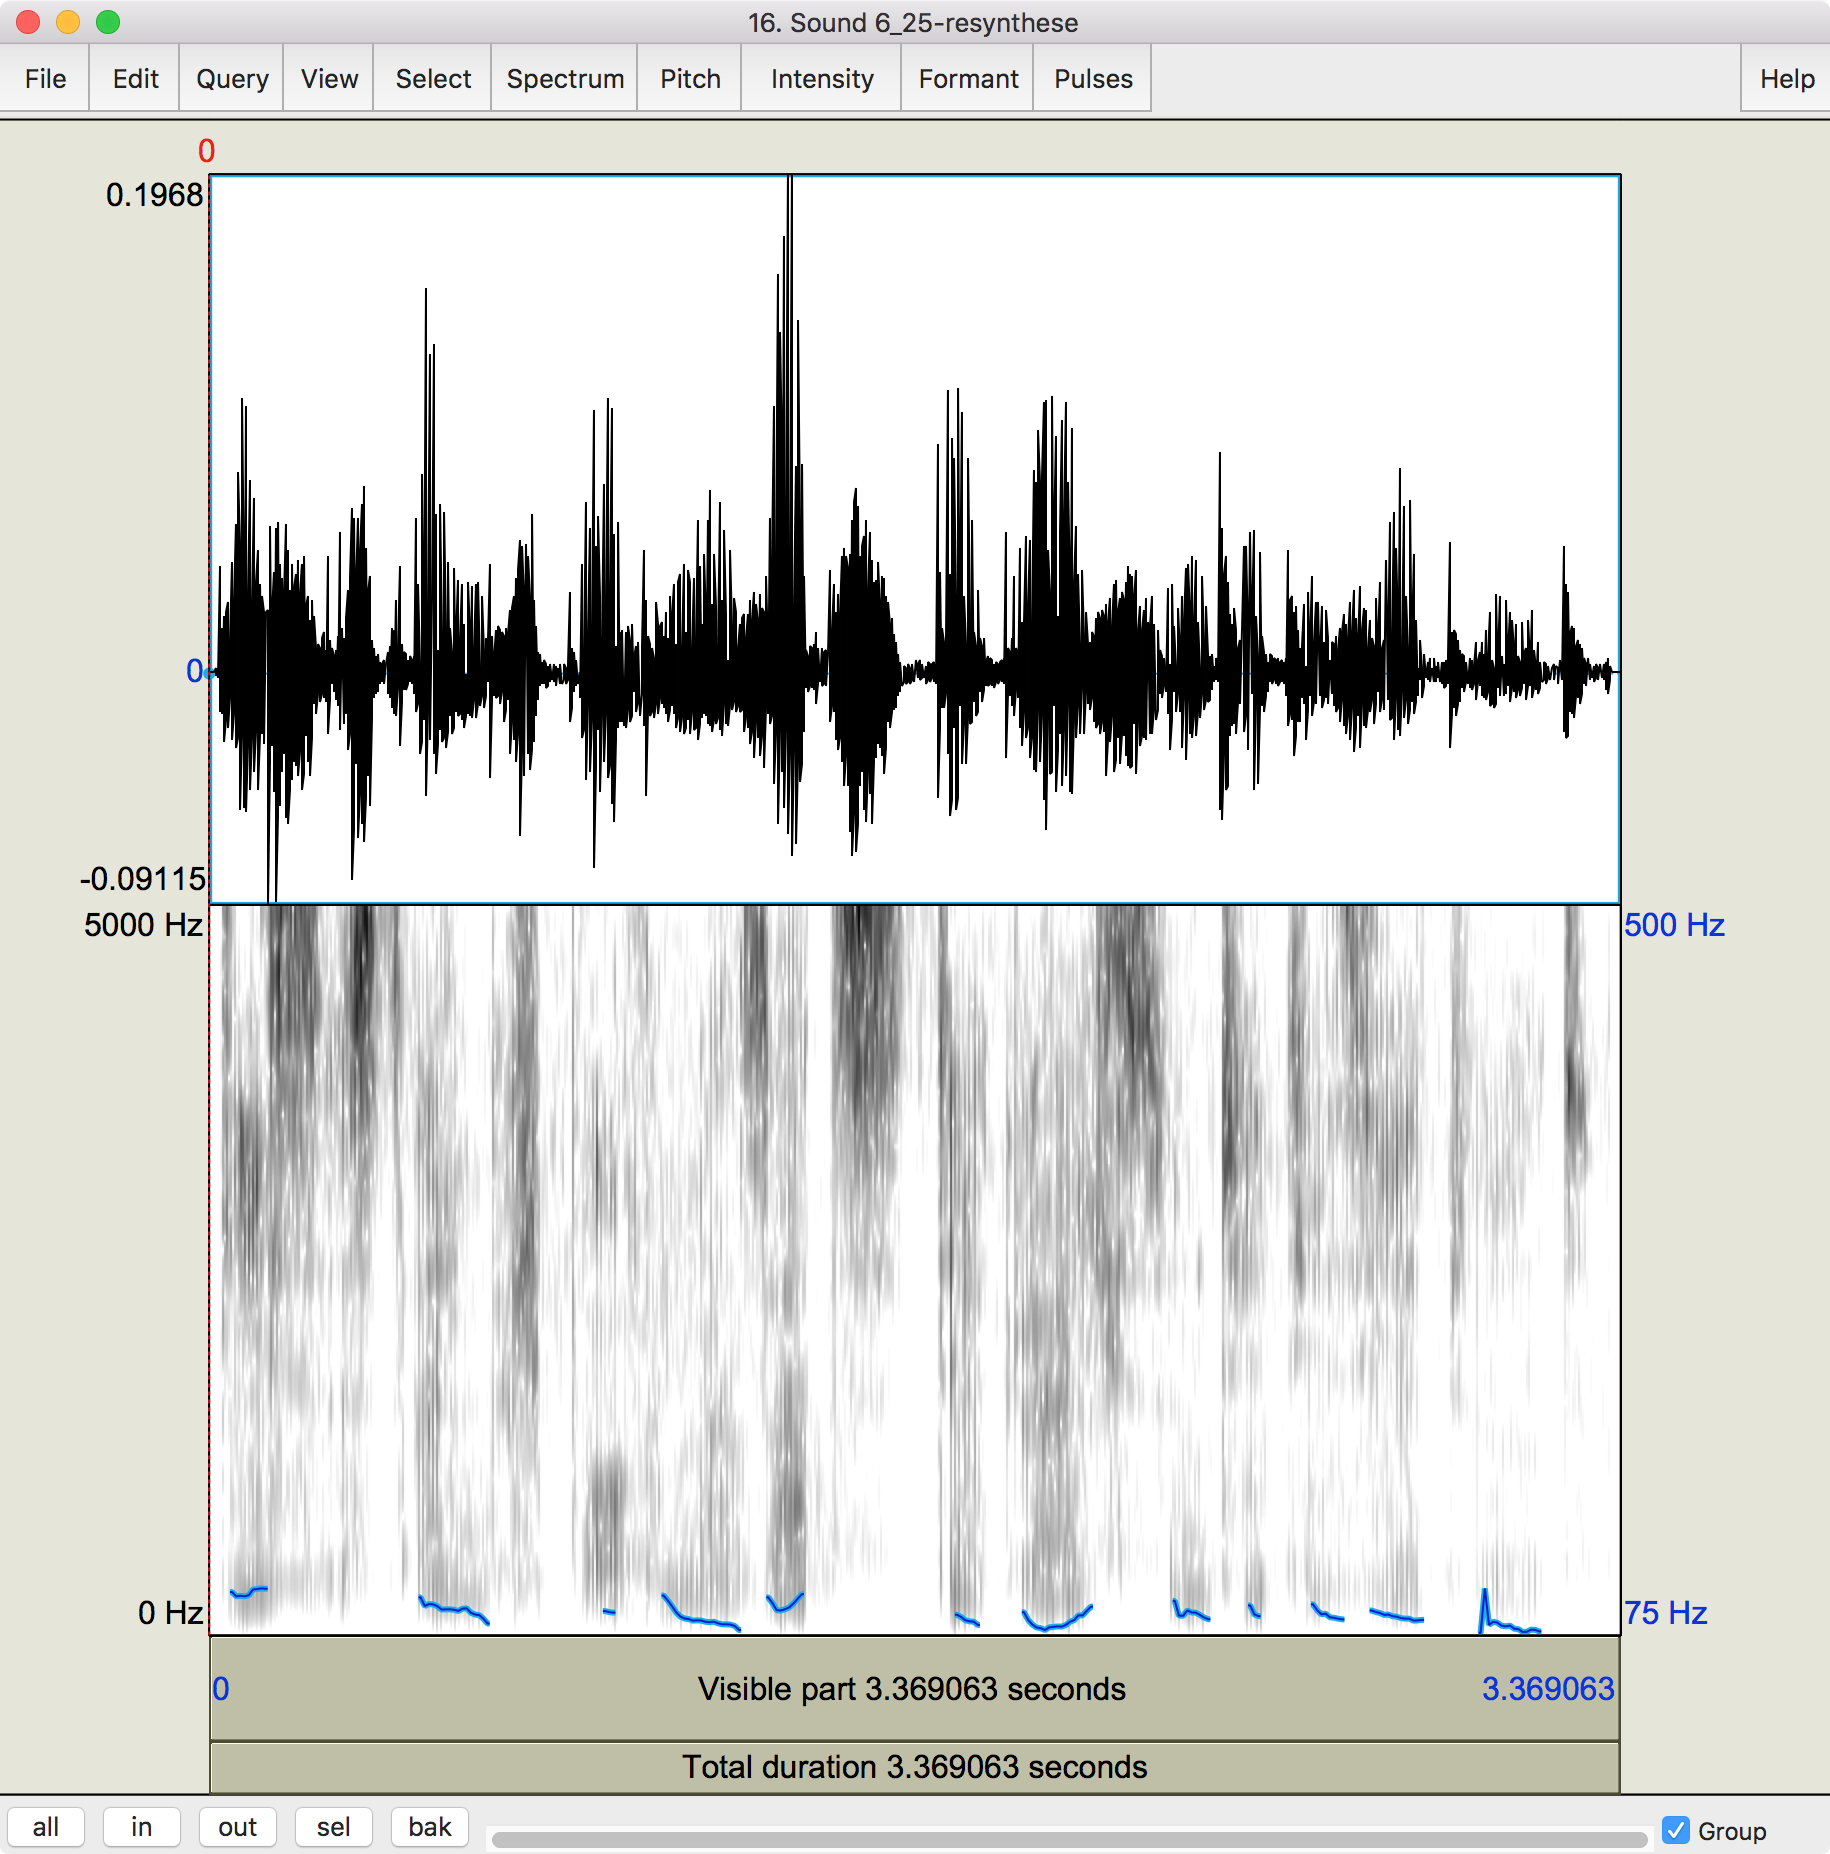 16. Sound 6_25-resynthese
File Edit Query View Select Spectrum Pitch Intensity Formant Pulses Help
0
0.1968
0
-0.09115
5000 Hz 500 Hz
0 Hz 75 Hz
0 Visible part 3.369063 seconds 3.369063
Total duration 3.369063 seconds
all in out sel bak Group